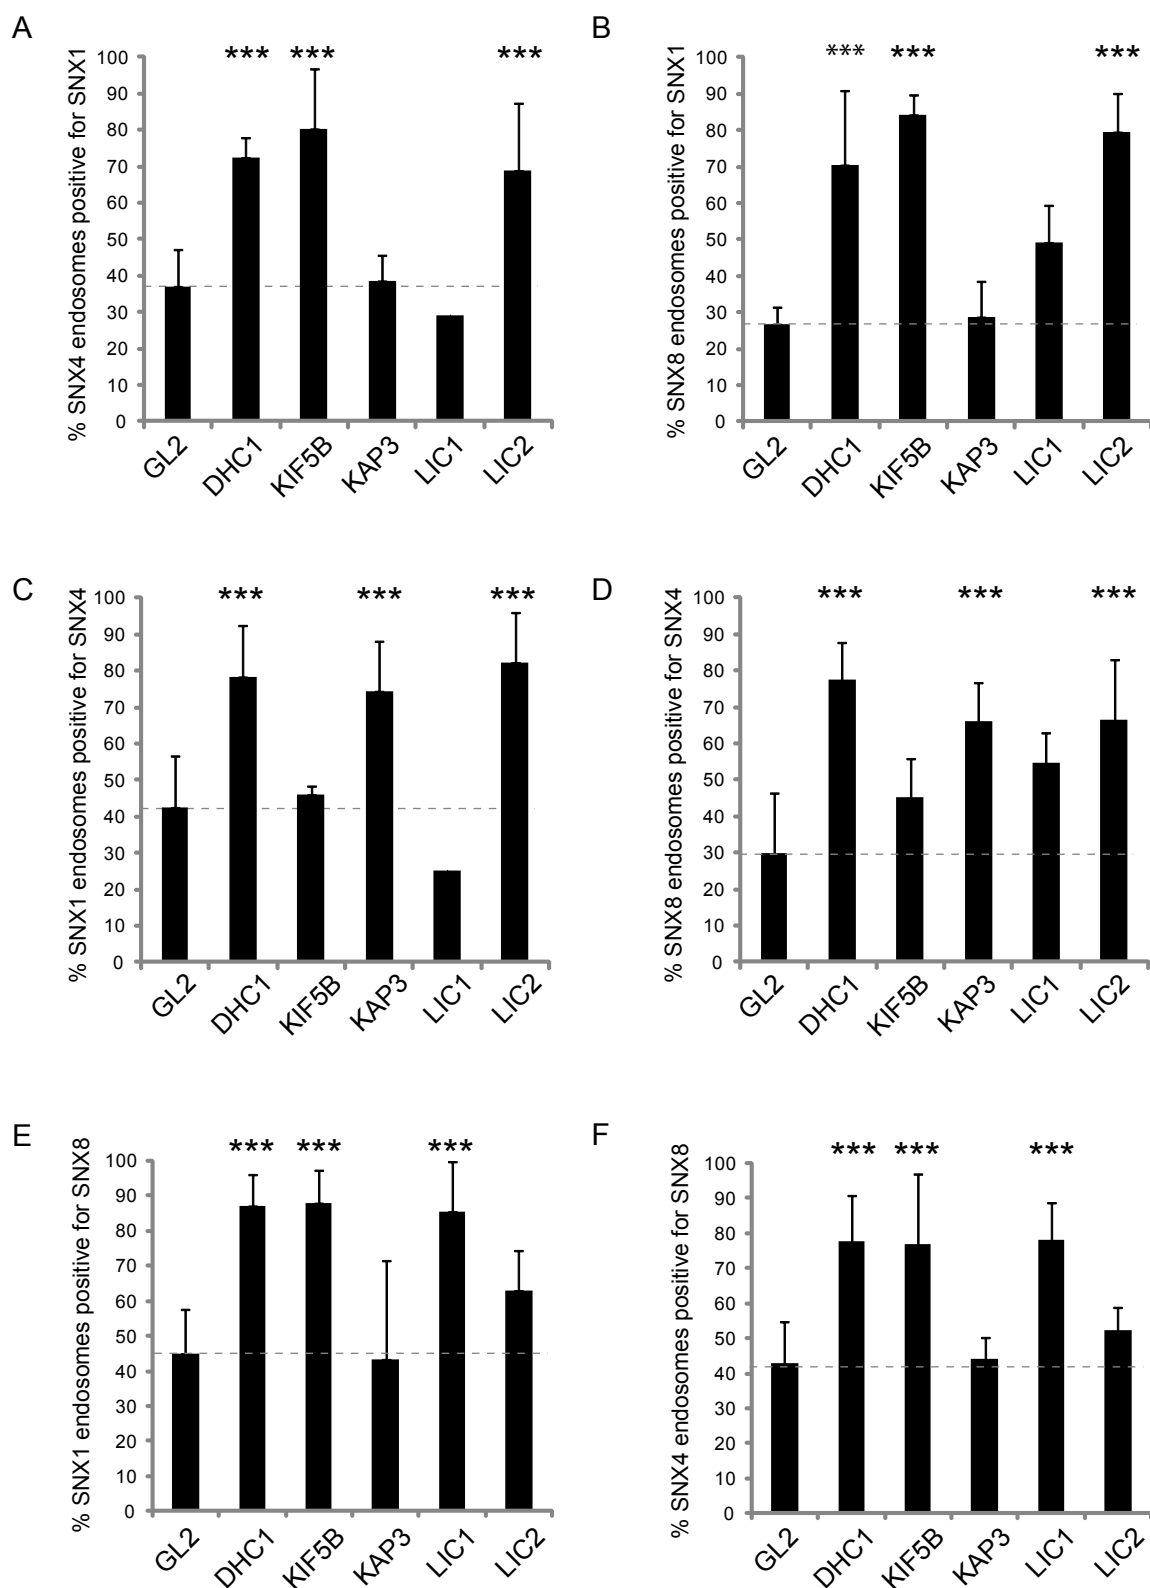 A
% SNX4 endosomes positive for SNX1
100
90
80
70
60
50
40
30
20
10
0
*** *** ***
GL2 DHC1 KIF5B KAP3 LIC1 LIC2
B
% SNX8 endosomes positive for SNX1
100
90
80
70
60
50
40
30
20
10
0
*** *** ***
GL2 DHC1 KIF5B KAP3 LIC1 LIC2
C
% SNX1 endosomes positive for SNX4
100
90
80
70
60
50
40
30
20
10
0
*** *** ***
GL2 DHC1 KIF5B KAP3 LIC1 LIC2
D
% SNX8 endosomes positive for SNX4
100
90
80
70
60
50
40
30
20
10
0
*** *** ***
GL2 DHC1 KIF5B KAP3 LIC1 LIC2
E
% SNX1 endosomes positive for SNX8
100
90
80
70
60
50
40
30
20
10
0
*** *** ***
GL2 DHC1 KIF5B KAP3 LIC1 LIC2
F
% SNX4 endosomes positive for SNX8
100
90
80
70
60
50
40
30
20
10
0
*** *** ***
GL2 DHC1 KIF5B KAP3 LIC1 LIC2